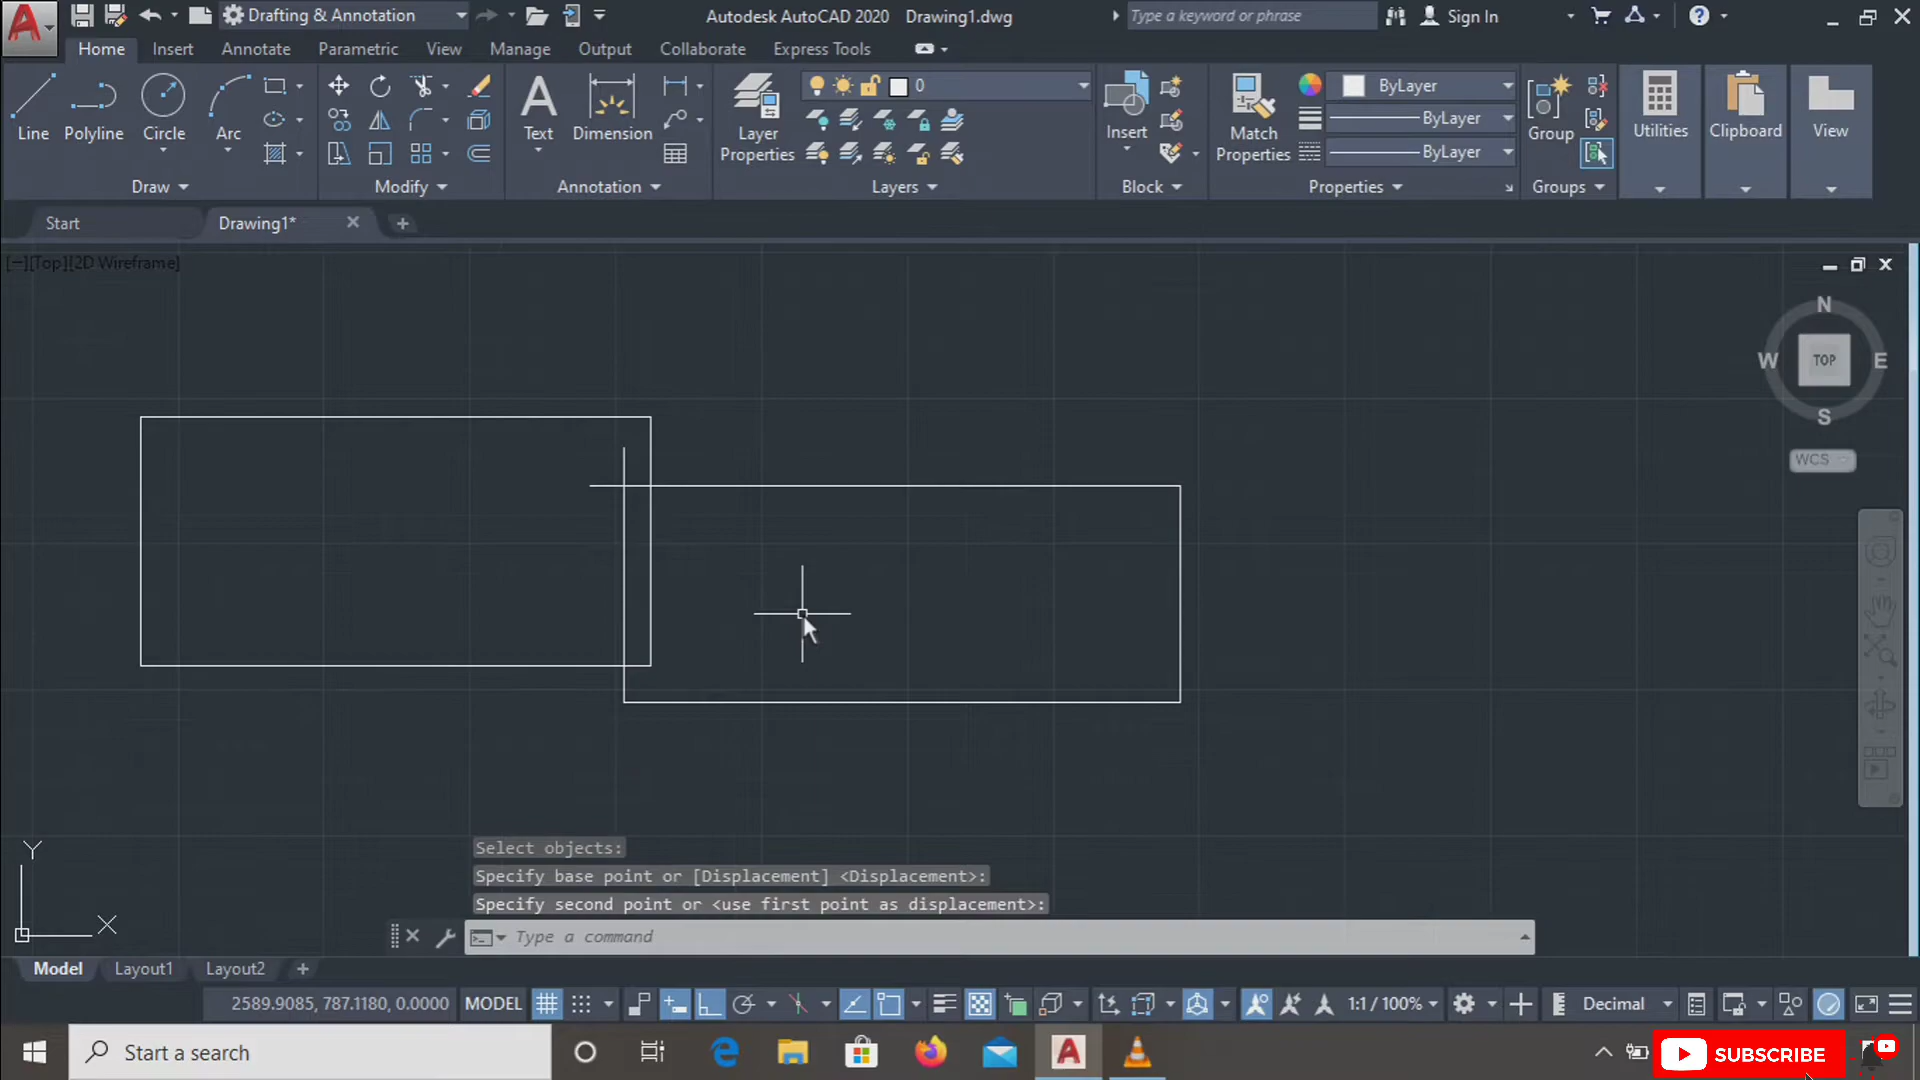 Drafting & Annotation
Autodesk AutoCAD 2020 Drawing1.dwg
Type a keyword or phrase
Sign In
Home Insert Annotate Parametric View Manage Output Collaborate Express Tools
0
ByLayer
Line Polyline Circle Arc
Text Dimension
Layer Properties
Insert
Match Properties
ByLayer
ByLayer
Group
Utilities Clipboard View
Draw Modify Annotation Layers Block Properties Groups
Start Drawing1*
[−][Top][2D Wireframe]
N
W TOP E
S
WCS
Y
X
Select objects:
Specify base point or [Displacement] <Displacement>:
Specify second point or <use first point as displacement>:
Type a command
Model Layout1 Layout2
2589.9085, 787.1180, 0.0000 MODEL 1:1 / 100% Decimal
Start a search
SUBSCRIBE